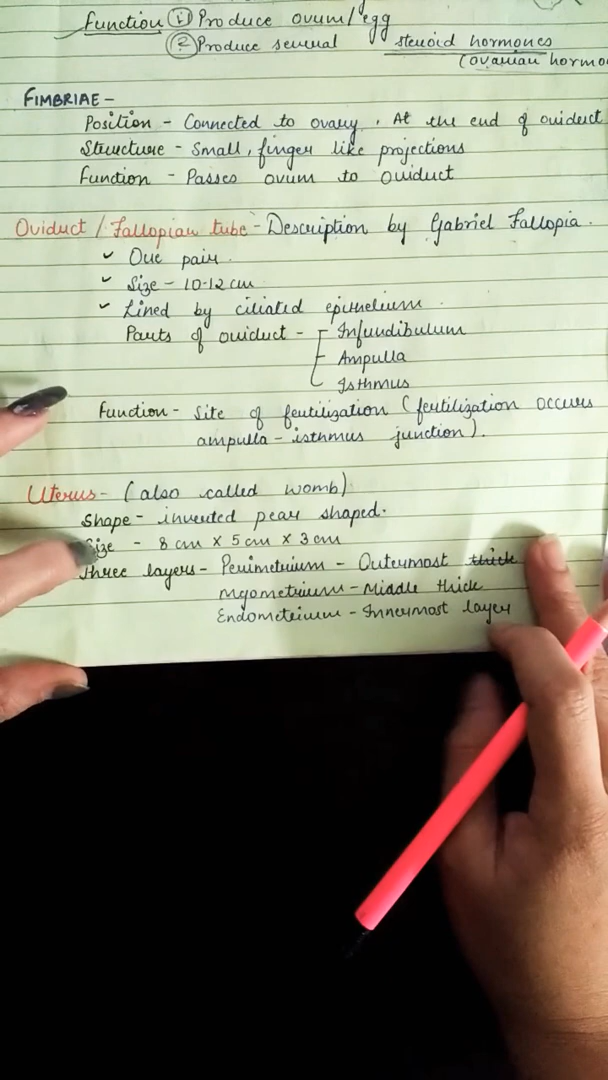 Function ① Produce ovum/egg
② Produce several steroid hormones
(ovarian hormo
FIMBRIAE -
Position - Connected to ovary, At the end of oviduct
Structure - Small, finger like projections
Function - Passes ovum to oviduct
Oviduct / Fallopian tube - Description by Gabriel Fallopia.
✓ One pair.
✓ Size - 10-12 cm
✓ Lined by ciliated epithelium.
Parts of oviduct - Infundibulum
Ampulla
Isthmus
Function - Site of fertilization (fertilization occurs
ampulla - isthmus junction).
Uterus - (also called womb)
Shape - inverted pear shaped.
Size - 8 cm x 5 cm x 3 cm
Three layers - Perimetrium - Outermost thick
Myometrium - Middle thick
Endometrium - Innermost layer